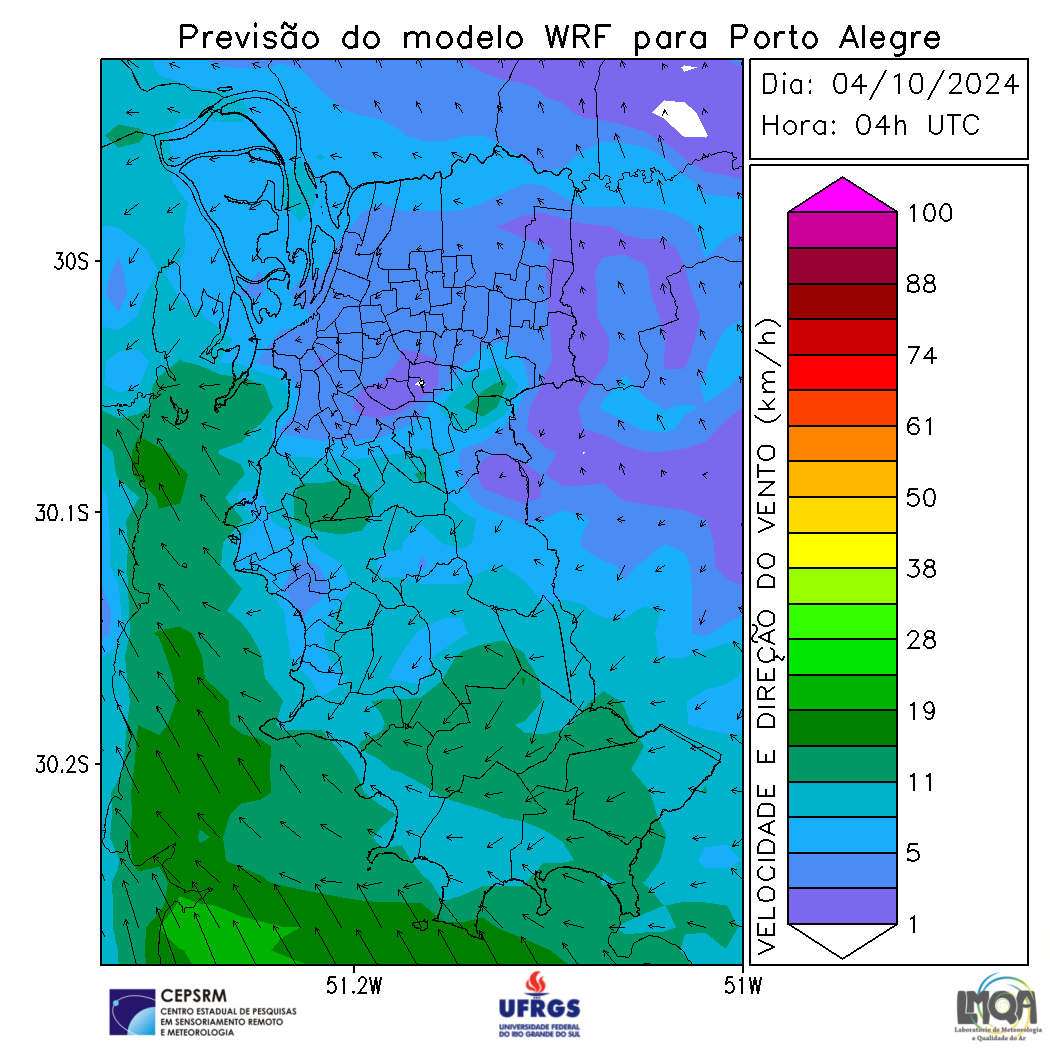 Previsão do modelo WRF para Porto Alegre
Dia: 04/10/2024
Hora: 04h UTC
30S
30.1S
30.2S
51.2W
51W
VELOCIDADE E DIREÇÃO DO VENTO (km/h)
100
88
74
61
50
38
28
19
11
5
1
CEPSRM
CENTRO ESTADUAL DE PESQUISAS
EM SENSORIAMENTO REMOTO
E METEOROLOGIA
UFRGS
UNIVERSIDADE FEDERAL
DO RIO GRANDE DO SUL
LMQA
Laboratório de Meteorologia
e Qualidade do Ar